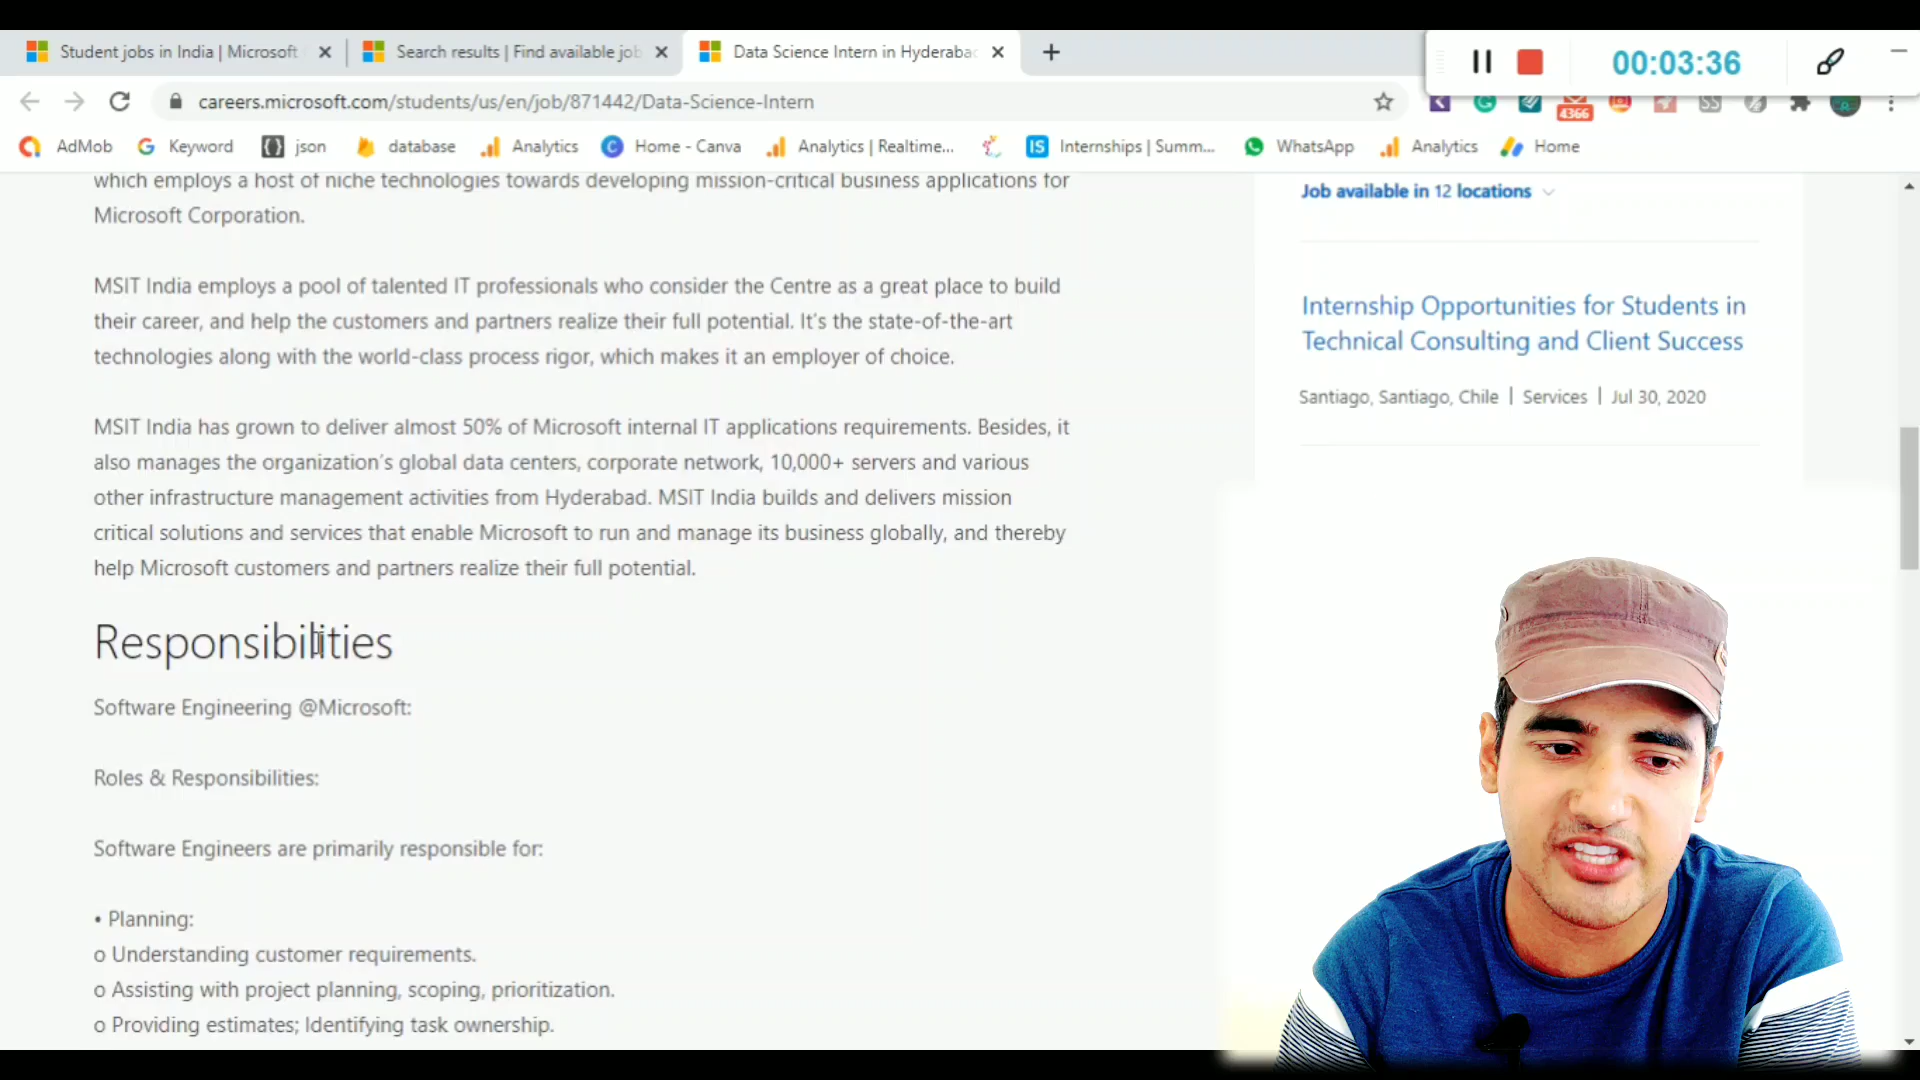 Student jobs in India | Microsoft
Search results | Find available job
Data Science Intern in Hyderabad
00:03:36
careers.microsoft.com/students/us/en/job/871442/Data-Science-Intern
4366
SS
AdMob
Keyword
json
database
Analytics
Home - Canva
Analytics | Realtime...
IS
Internships | Summ...
WhatsApp
Analytics
Home
which employs a host of niche technologies towards developing mission-critical business applications for
Microsoft Corporation.
MSIT India employs a pool of talented IT professionals who consider the Centre as a great place to build
their career, and help the customers and partners realize their full potential. It's the state-of-the-art
technologies along with the world-class process rigor, which makes it an employer of choice.
MSIT India has grown to deliver almost 50% of Microsoft internal IT applications requirements. Besides, it
also manages the organization's global data centers, corporate network, 10,000+ servers and various
other infrastructure management activities from Hyderabad. MSIT India builds and delivers mission
critical solutions and services that enable Microsoft to run and manage its business globally, and thereby
help Microsoft customers and partners realize their full potential.
Responsibilities
Software Engineering @Microsoft:
Roles & Responsibilities:
Software Engineers are primarily responsible for:
• Planning:
o Understanding customer requirements.
o Assisting with project planning, scoping, prioritization.
o Providing estimates; Identifying task ownership.
Job available in 12 locations
Internship Opportunities for Students in
Technical Consulting and Client Success
Santiago, Santiago, Chile | Services | Jul 30, 2020